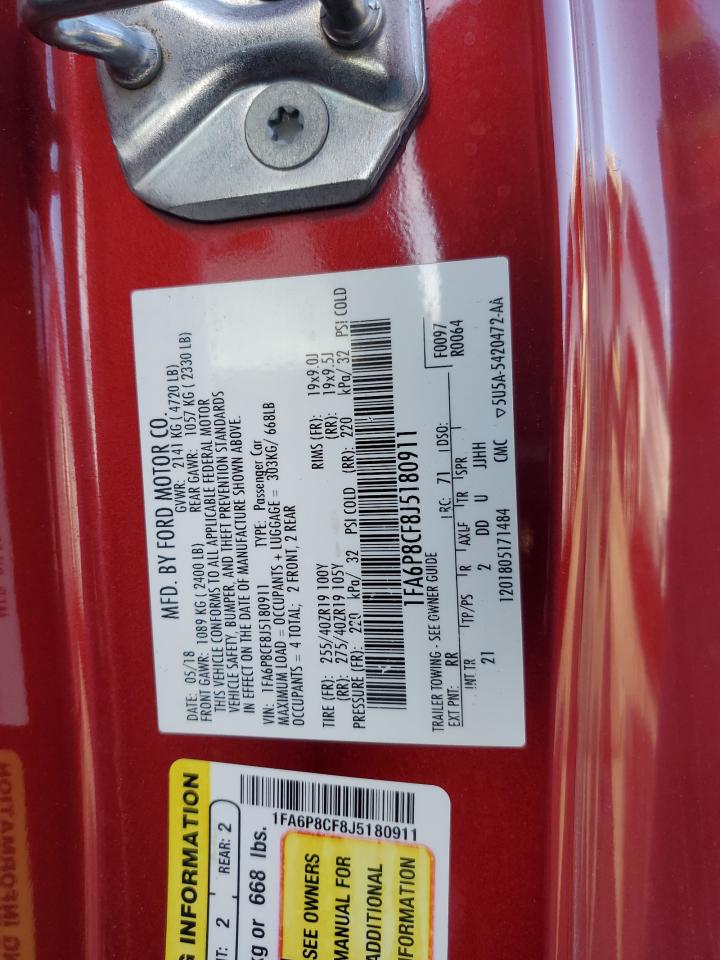 MFD. BY FORD MOTOR CO.
DATE: 05/18 GVWR: 2141 KG ( 4720 LB)
FRONT GAWR: 1089 KG ( 2400 LB) REAR GAWR: 1057 KG ( 2330 LB)
THIS VEHICLE CONFORMS TO ALL APPLICABLE FEDERAL MOTOR
VEHICLE SAFETY, BUMPER, AND THEFT PREVENTION STANDARDS
IN EFFECT ON THE DATE OF MANUFACTURE SHOWN ABOVE.
VIN: 1FA6P8CF8J5180911 TYPE: Passenger Car
MAXIMUM LOAD = OCCUPANTS + LUGGAGE = 303KG/ 668LB
OCCUPANTS = 4 TOTAL; 2 FRONT, 2 REAR
TIRE (FR): 255/40ZR19 100Y RIMS (FR): 19x9.0J
(RR): 275/40ZR19 105Y (RR): 19x9.5J
PRESSURE (FR): 220 kPa/ 32 PSI COLD (RR): 220 kPa/ 32 PSI COLD
1FA6P8CF8J5180911
TRAILER TOWING - SEE OWNER GUIDE
F0097
EXT PNT: RR RC: 71 DSO: R0064
INT TR TP/PS R AXLE TR SPR
21 2 DD U JJHH
1201805171484 CMC ▽5U5A-5420472-AA
G INFORMATION
T: 2 REAR: 2
kg or 668 lbs.
1FA6P8CF8J5180911
SEE OWNERS
MANUAL FOR
ADDITIONAL
FORMATION